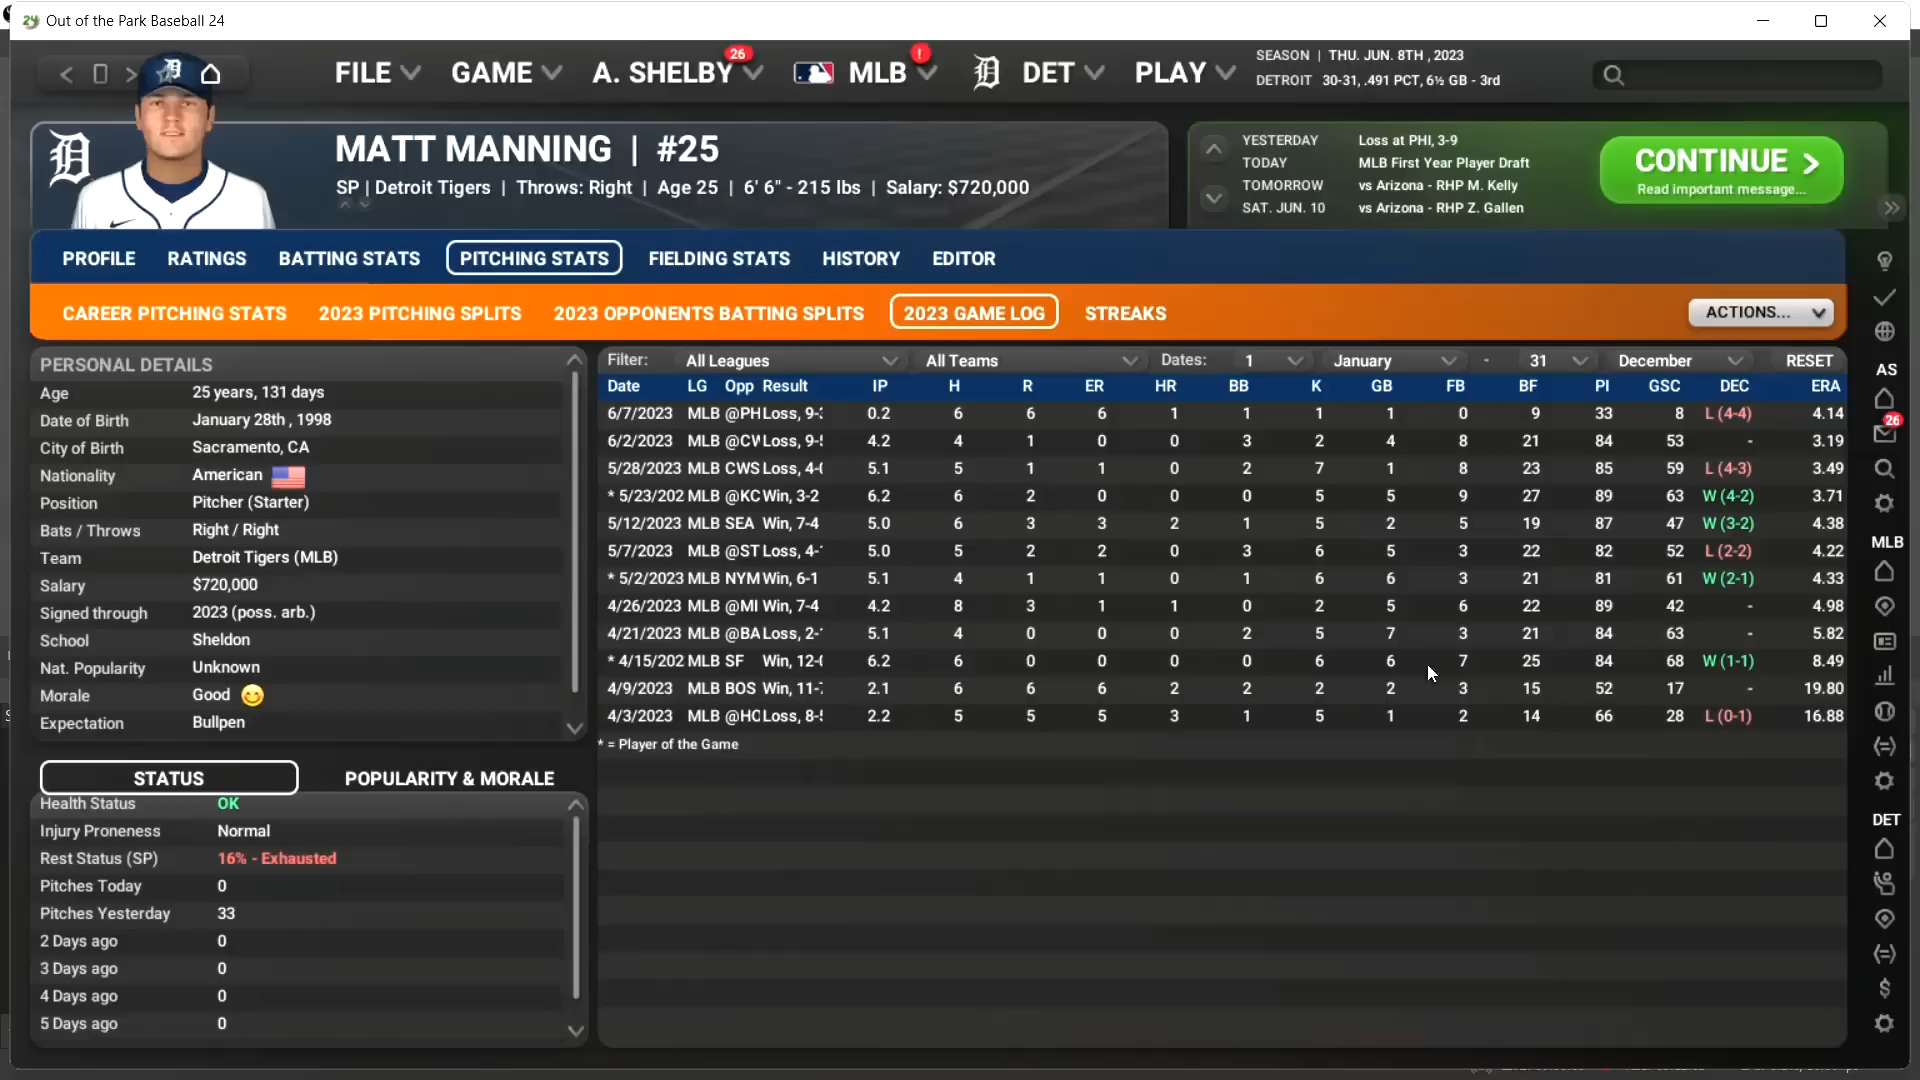 Out of the Park Baseball 24
FILE GAME A. SHELBY 26 MLB ! DET PLAY
SEASON | THU. JUN. 8TH , 2023
DETROIT 30-31, .491 PCT, 6½ GB - 3rd
MATT MANNING | #25
SP | Detroit Tigers | Throws: Right | Age 25 | 6' 6" - 215 lbs | Salary: $720,000
YESTERDAY Loss at PHI, 3-9
TODAY MLB First Year Player Draft
TOMORROW vs Arizona - RHP M. Kelly
SAT. JUN. 10 vs Arizona - RHP Z. Gallen
CONTINUE
Read important message...
PROFILE RATINGS BATTING STATS PITCHING STATS FIELDING STATS HISTORY EDITOR
CAREER PITCHING STATS 2023 PITCHING SPLITS 2023 OPPONENTS BATTING SPLITS 2023 GAME LOG STREAKS ACTIONS...
PERSONAL DETAILS
Age 25 years, 131 days
Date of Birth January 28th , 1998
City of Birth Sacramento, CA
Nationality American
Position Pitcher (Starter)
Bats / Throws Right / Right
Team Detroit Tigers (MLB)
Salary $720,000
Signed through 2023 (poss. arb.)
School Sheldon
Nat. Popularity Unknown
Morale Good
Expectation Bullpen
STATUS POPULARITY & MORALE
Health Status OK
Injury Proneness Normal
Rest Status (SP) 16% - Exhausted
Pitches Today 0
Pitches Yesterday 33
2 Days ago 0
3 Days ago 0
4 Days ago 0
5 Days ago 0
Filter: All Leagues All Teams Dates: 1 January - 31 December RESET
Date LG Opp Result IP H R ER HR BB K GB FB BF PI GSC DEC ERA
6/7/2023 MLB @PH Loss, 9-3 0.2 6 6 6 1 1 1 1 0 9 33 8 L (4-4) 4.14
6/2/2023 MLB @CW Loss, 9-5 4.2 4 1 0 0 3 2 4 8 21 84 53 - 3.19
5/28/2023 MLB CWS Loss, 4-0 5.1 5 1 1 0 2 7 1 8 23 85 59 L (4-3) 3.49
* 5/23/202 MLB @KC Win, 3-2 6.2 6 2 0 0 0 5 5 9 27 89 63 W (4-2) 3.71
5/12/2023 MLB SEA Win, 7-4 5.0 6 3 3 2 1 5 2 5 19 87 47 W (3-2) 4.38
5/7/2023 MLB @ST Loss, 4- 5.0 5 2 2 0 3 6 5 3 22 82 52 L (2-2) 4.22
* 5/2/2023 MLB NYM Win, 6-1 5.1 4 1 1 0 1 6 6 3 21 81 61 W (2-1) 4.33
4/26/2023 MLB @MI Win, 7-4 4.2 8 3 1 1 0 2 5 6 22 89 42 - 4.98
4/21/2023 MLB @BA Loss, 2- 5.1 4 0 0 0 2 5 7 3 21 84 63 - 5.82
* 4/15/202 MLB SF Win, 12-0 6.2 6 0 0 0 0 6 6 7 25 84 68 W (1-1) 8.49
4/9/2023 MLB BOS Win, 11- 2.1 6 6 6 2 2 2 2 3 15 52 17 - 19.80
4/3/2023 MLB @HO Loss, 8-5 2.2 5 5 5 3 1 5 1 2 14 66 28 L (0-1) 16.88
* = Player of the Game
AS
26
MLB
DET